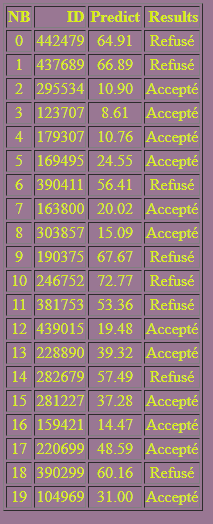 NB ID Predict Results
0 442479 64.91 Refusé
1 437689 66.89 Refusé
2 295534 10.90 Accepté
3 123707 8.61 Accepté
4 179307 10.76 Accepté
5 169495 24.55 Accepté
6 390411 56.41 Refusé
7 163800 20.02 Accepté
8 303857 15.09 Accepté
9 190375 67.67 Refusé
10 246752 72.77 Refusé
11 381753 53.36 Refusé
12 439015 19.48 Accepté
13 228890 39.32 Accepté
14 282679 57.49 Refusé
15 281227 37.28 Accepté
16 159421 14.47 Accepté
17 220699 48.59 Accepté
18 390299 60.16 Refusé
19 104969 31.00 Accepté